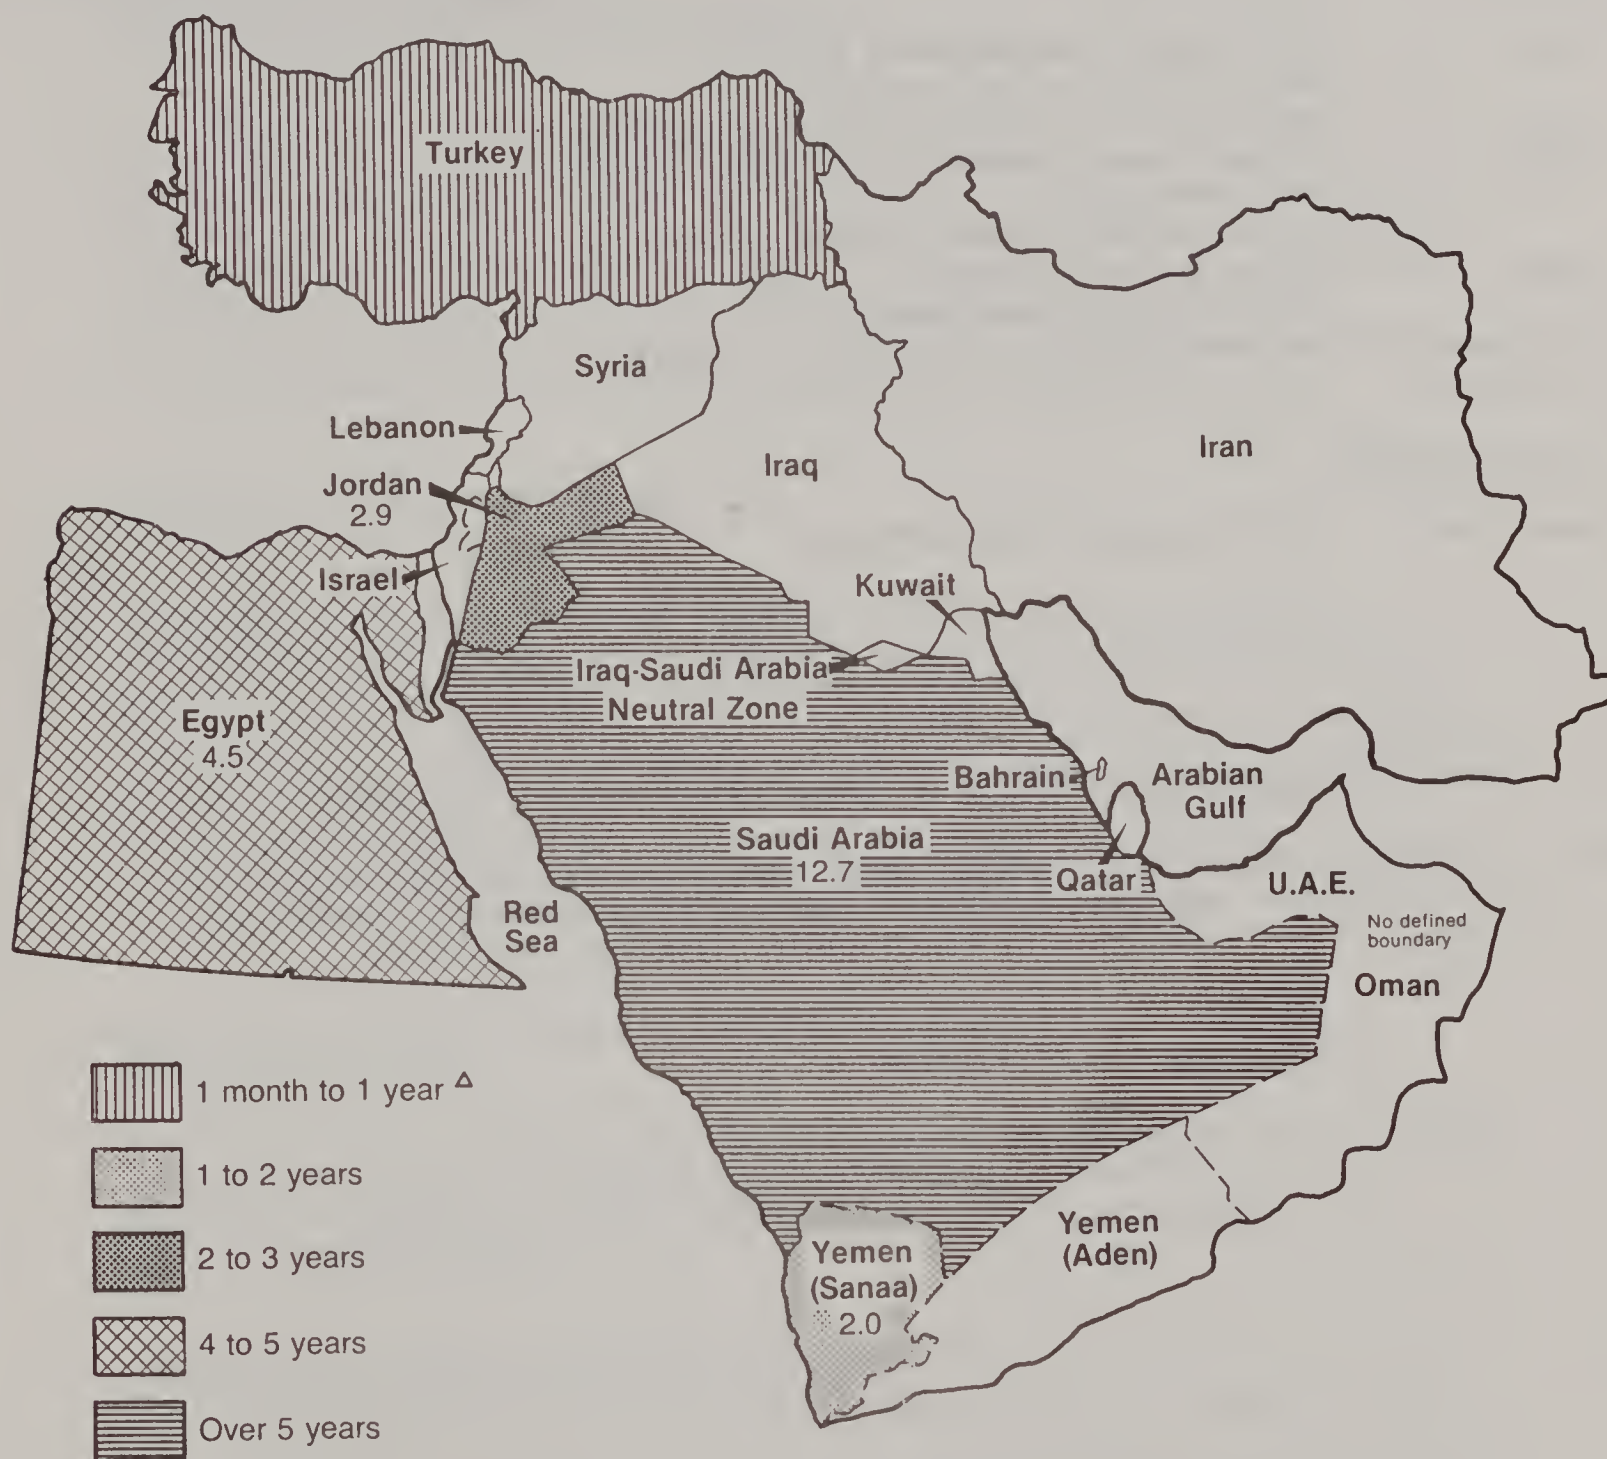 Turkey
Syria
Lebanon
Iraq
Iran
Jordan
2.9
Israel
Kuwait
Iraq-Saudi Arabia
Neutral Zone
Egypt
4.5
Bahrain
Arabian
Gulf
Saudi Arabia
12.7
Qatar
U.A.E.
Red
Sea
No defined
boundary
Oman
1 month to 1 year Δ
1 to 2 years
2 to 3 years
4 to 5 years
Over 5 years
Yemen
(Aden)
Yemen
(Sanaa)
2.0